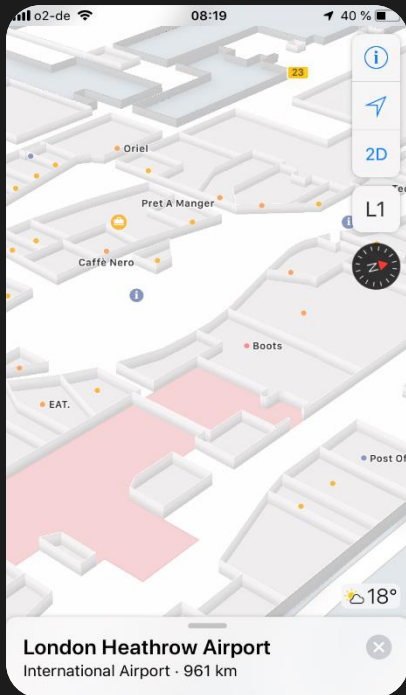 o2-de
08:19
40 %
23
2D
L1
N
Oriel
Pret A Manger
Caffè Nero
Boots
EAT.
Post Of
18°
London Heathrow Airport
International Airport · 961 km